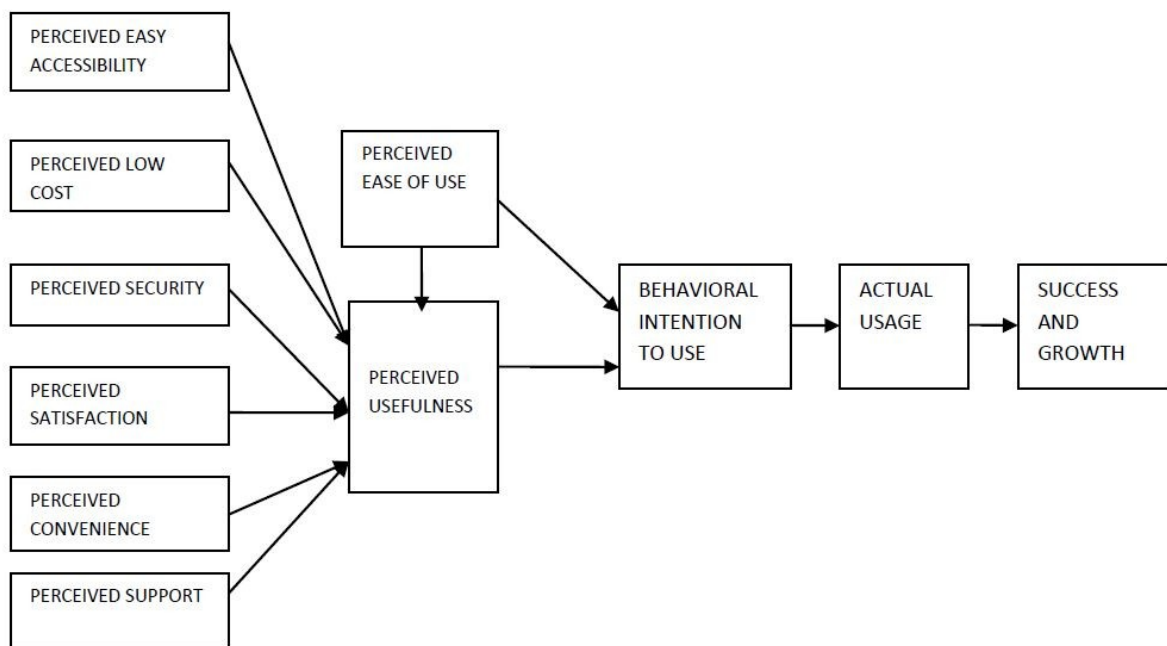 PERCEIVED EASY
ACCESSIBILITY
PERCEIVED LOW
COST
PERCEIVED SECURITY
PERCEIVED
SATISFACTION
PERCEIVED
CONVENIENCE
PERCEIVED SUPPORT
PERCEIVED
EASE OF USE
PERCEIVED
USEFULNESS
BEHAVIORAL
INTENTION
TO USE
ACTUAL
USAGE
SUCCESS
AND
GROWTH